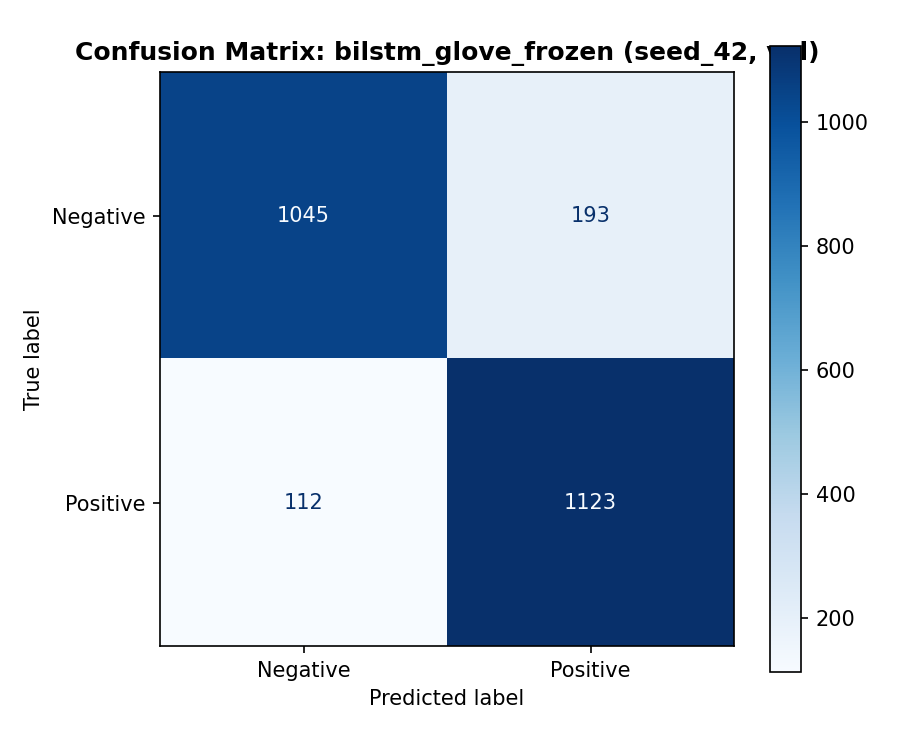 Confusion Matrix: bilstm_glove_frozen (seed_42, l)
Negative
1045
193
Positive
112
1123
Negative
Positive
True label
Predicted label
1000
800
600
400
200